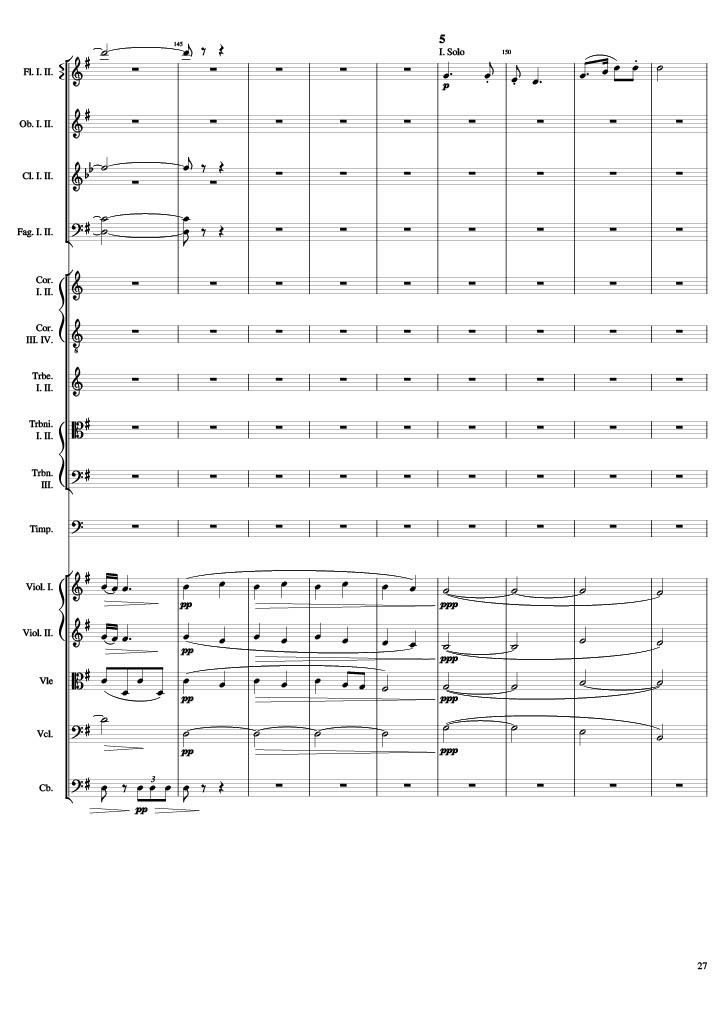 5
145
I. Solo
150
Fl. I. II.
p
Ob. I. II.
Cl. I. II.
Fag. I. II.
Cor.
I. II.
Cor.
III. IV.
8
Trbe.
I. II.
Trbni.
I. II.
Trbn.
III.
Timp.
Viol. I.
pp
ppp
Viol. II.
pp
ppp
Vle
pp
ppp
Vcl.
pp
ppp
Cb.
3
pp
27